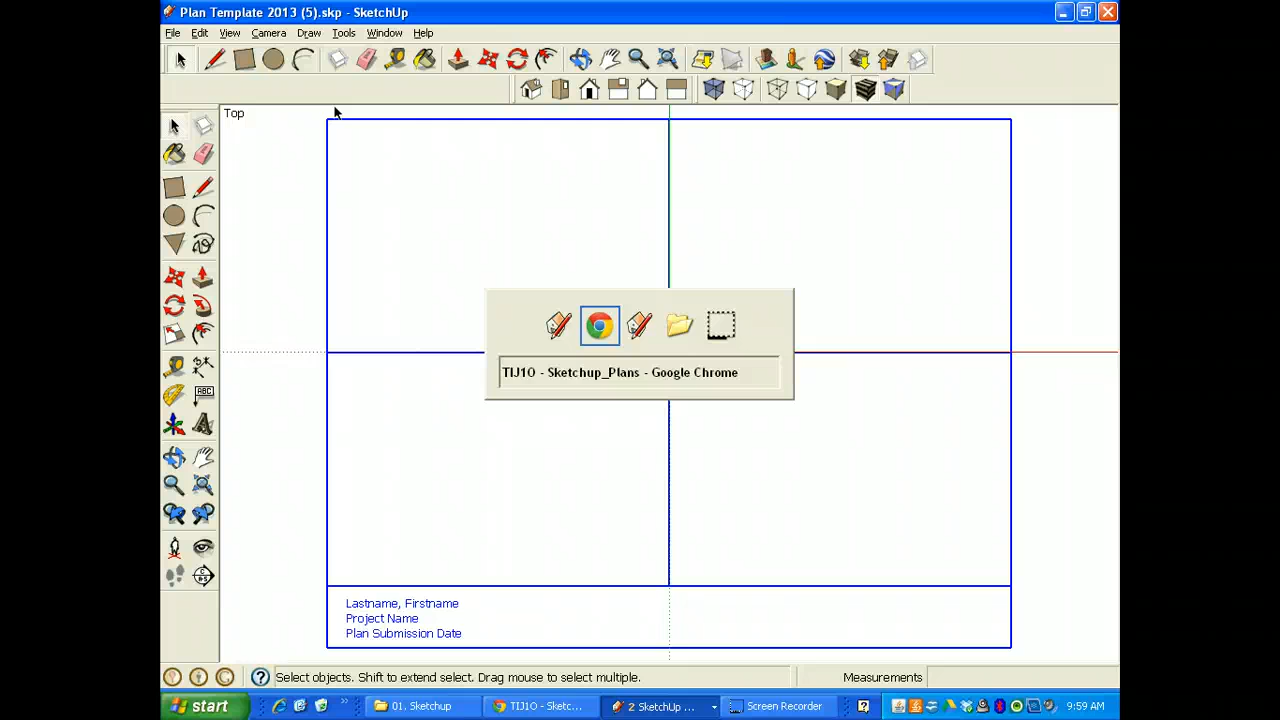 Plan Template 2013 (5).skp - SketchUp
File Edit View Camera Draw Tools Window Help
Top
ABC
TIJ1O - Sketchup_Plans - Google Chrome
Lastname, Firstname
Project Name
Plan Submission Date
Select objects. Shift to extend select. Drag mouse to select multiple.
Measurements
start
01. Sketchup
TIJ1O - Sketc...
2 SketchUp ...
Screen Recorder
9:59 AM